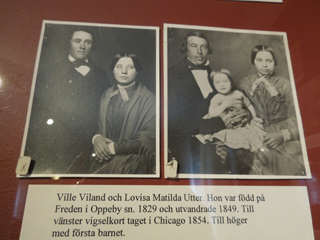 Ville Viland och Lovisa Matilda Utter. Hon var född på
Freden i Oppeby sn. 1829 och utvandrade 1849. Till
vänster vigselkort taget i Chicago 1854. Till höger
med första barnet.